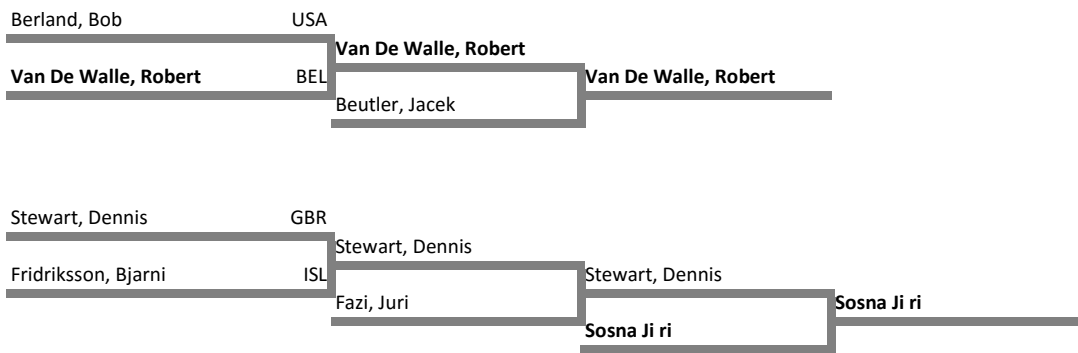 Berland, Bob USA
Van De Walle, Robert
Van De Walle, Robert BEL
Van De Walle, Robert
Beutler, Jacek
Stewart, Dennis GBR
Stewart, Dennis
Fridriksson, Bjarni ISL
Stewart, Dennis
Fazi, Juri
Sosna Ji ri
Sosna Ji ri